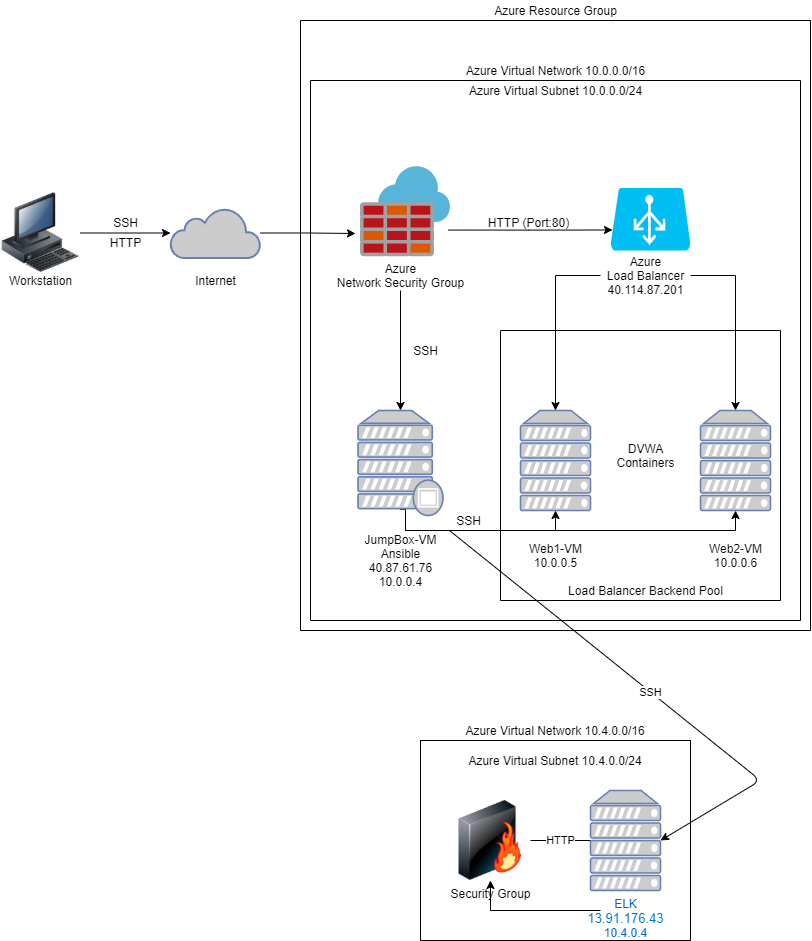 Azure Resource Group
Azure Virtual Network 10.0.0.0/16
Azure Virtual Subnet 10.0.0.0/24
SSH
HTTP
Workstation
Internet
Azure
Network Security Group
HTTP (Port:80)
Azure
Load Balancer
40.114.87.201
SSH
DVWA
Containers
SSH
JumpBox-VM
Ansible
40.87.61.76
10.0.0.4
Web1-VM
10.0.0.5
Web2-VM
10.0.0.6
Load Balancer Backend Pool
SSH
Azure Virtual Network 10.4.0.0/16
Azure Virtual Subnet 10.4.0.0/24
HTTP
Security Group
ELK
13.91.176.43
10.4.0.4